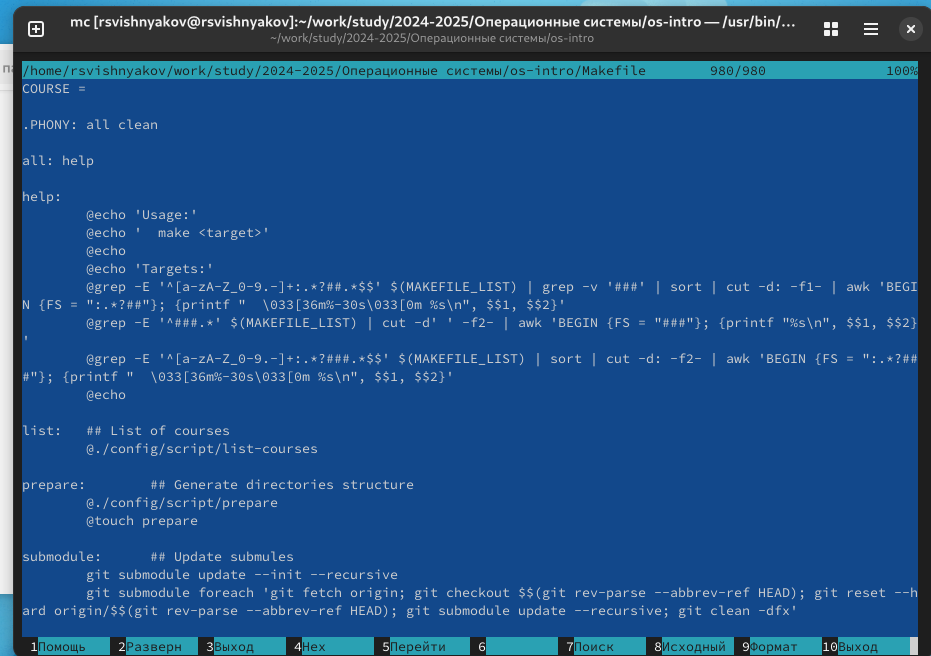 mc [rsvishnyakov@rsvishnyakov]:~/work/study/2024-2025/Операционные системы/os-intro — /usr/bin/...
~/work/study/2024-2025/Операционные системы/os-intro
/home/rsvishnyakov/work/study/2024-2025/Операционные системы/os-intro/Makefile 980/980 100%
COURSE =
.PHONY: all clean
all: help
help:
@echo 'Usage:'
@echo '  make <target>'
@echo
@echo 'Targets:'
@grep -E '^[a-zA-Z_0-9.-]+:.*?##.*$$' $(MAKEFILE_LIST) | grep -v '###' | sort | cut -d: -f1- | awk 'BEGI
N {FS = ":.*?##"}; {printf "  \033[36m%-30s\033[0m %s\n", $$1, $$2}'
@grep -E '^###.*' $(MAKEFILE_LIST) | cut -d' ' -f2- | awk 'BEGIN {FS = "###"}; {printf "%s\n", $$1, $$2}
'
@grep -E '^[a-zA-Z_0-9.-]+:.*?###.*$$' $(MAKEFILE_LIST) | sort | cut -d: -f2- | awk 'BEGIN {FS = ":.*?##
#"}; {printf "  \033[36m%-30s\033[0m %s\n", $$1, $$2}'
@echo
list:   ## List of courses
@./config/script/list-courses
prepare:        ## Generate directories structure
@./config/script/prepare
@touch prepare
submodule:      ## Update submules
git submodule update --init --recursive
git submodule foreach 'git fetch origin; git checkout $$(git rev-parse --abbrev-ref HEAD); git reset --h
ard origin/$$(git rev-parse --abbrev-ref HEAD); git submodule update --recursive; git clean -dfx'
1Помощь 2Разверн 3Выход 4Hex 5Перейти 6 7Поиск 8Исходный 9Формат 10Выход